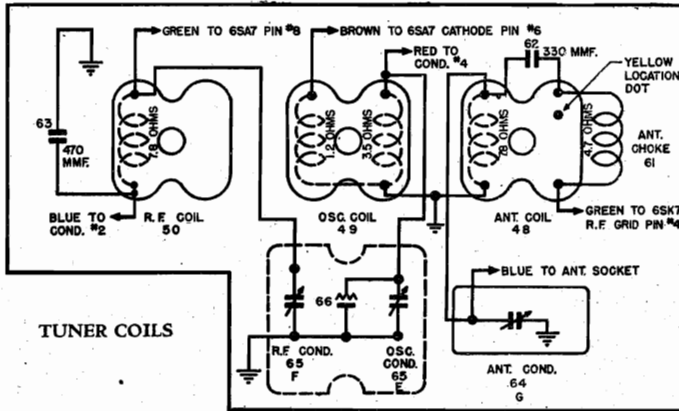 GREEN TO 6SA7 PIN #8
BROWN TO 6SA7 CATHODE PIN #6
RED TO
COND. #4
62
330 MMF.
YELLOW
LOCATION
DOT
63
470
MMF.
7.8 OHMS
1.2 OHMS
3.5 OHMS
78 OHMS
4.7 OHMS
ANT.
CHOKE
61
BLUE TO
COND. #2
R.F. COIL
50
OSC. COIL
49
ANT. COIL
48
GREEN TO 6SK7
R.F. GRID PIN #4
BLUE TO ANT. SOCKET
66
TUNER COILS
R.F. COND.
65
F
OSC.
COND.
65
E
ANT. COND.
64
G